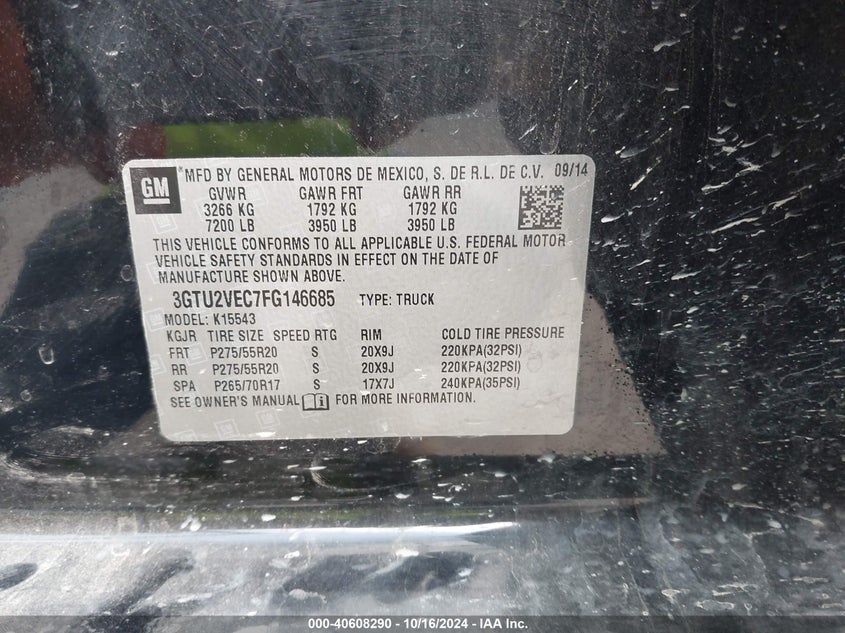 GM MFD BY GENERAL MOTORS DE MEXICO, S. DE R.L. DE C.V. 09/14
GVWR GAWR FRT GAWR RR
3266 KG 1792 KG 1792 KG
7200 LB 3950 LB 3950 LB
THIS VEHICLE CONFORMS TO ALL APPLICABLE U.S. FEDERAL MOTOR
VEHICLE SAFETY STANDARDS IN EFFECT ON THE DATE OF
MANUFACTURE SHOWN ABOVE.
3GTU2VEC7FG146685 TYPE: TRUCK
MODEL: K15543
KGJR TIRE SIZE SPEED RTG RIM COLD TIRE PRESSURE
FRT P275/55R20 S 20X9J 220KPA(32PSI)
RR P275/55R20 S 20X9J 220KPA(32PSI)
SPA P265/70R17 S 17X7J 240KPA(35PSI)
SEE OWNER'S MANUAL FOR MORE INFORMATION.
000-40608290 - 10/16/2024 - IAA Inc.